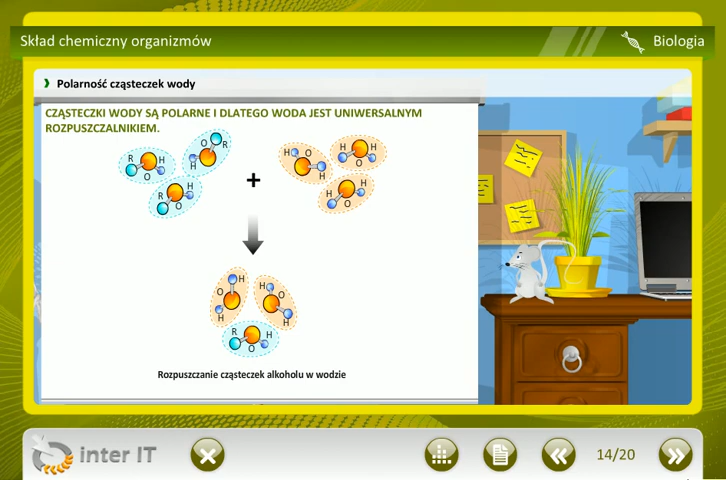 Skład chemiczny organizmów
Biologia
Polarność cząsteczek wody
CZĄSTECZKI WODY SĄ POLARNE I DLATEGO WODA JEST UNIWERSALNYM
ROZPUSZCZALNIKIEM.
R H O
O R H
R H O
+
H O H
H H O
H H O
H O H
H O H
R H O
Rozpuszczanie cząsteczek alkoholu w wodzie
inter IT
14/20